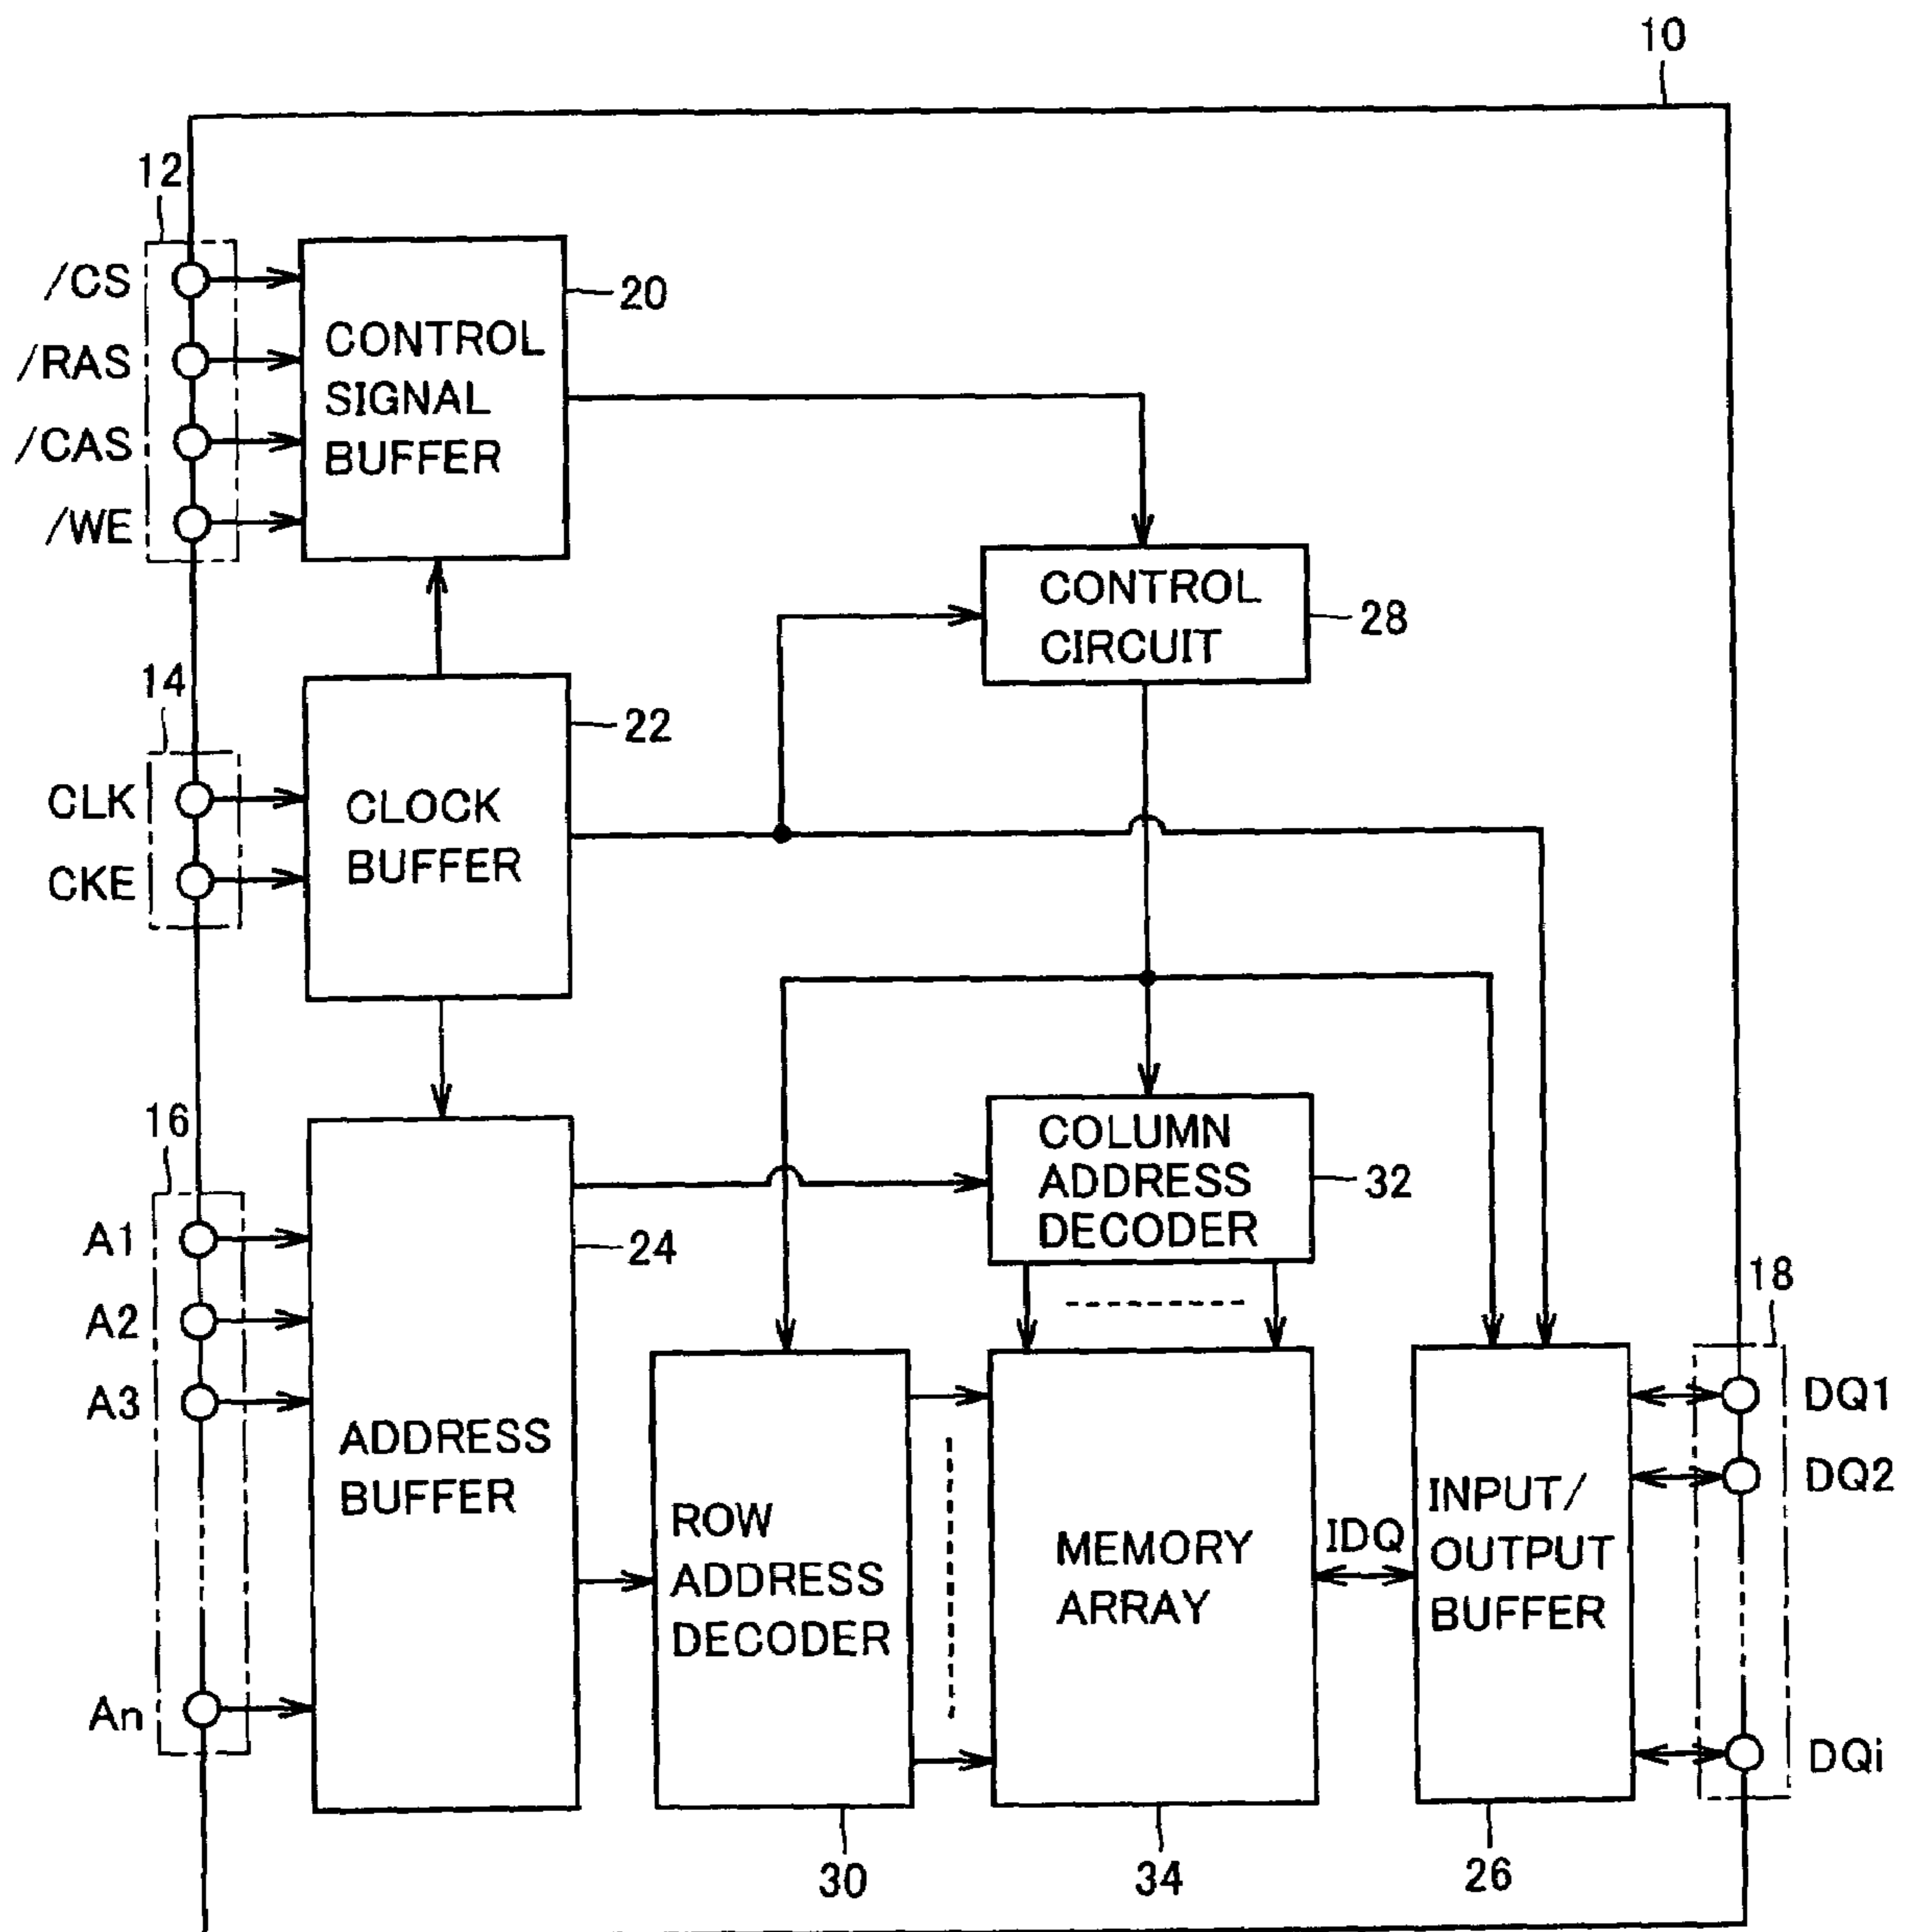 10
12
/CS
/RAS
/CAS
/WE
CONTROL
SIGNAL
BUFFER
20
CONTROL
CIRCUIT
28
14
CLK
CKE
CLOCK
BUFFER
22
16
A1
A2
A3
An
ADDRESS
BUFFER
24
COLUMN
ADDRESS
DECODER
32
ROW
ADDRESS
DECODER
30
MEMORY
ARRAY
34
IDQ
INPUT/
OUTPUT
BUFFER
26
18
DQ1
DQ2
DQi